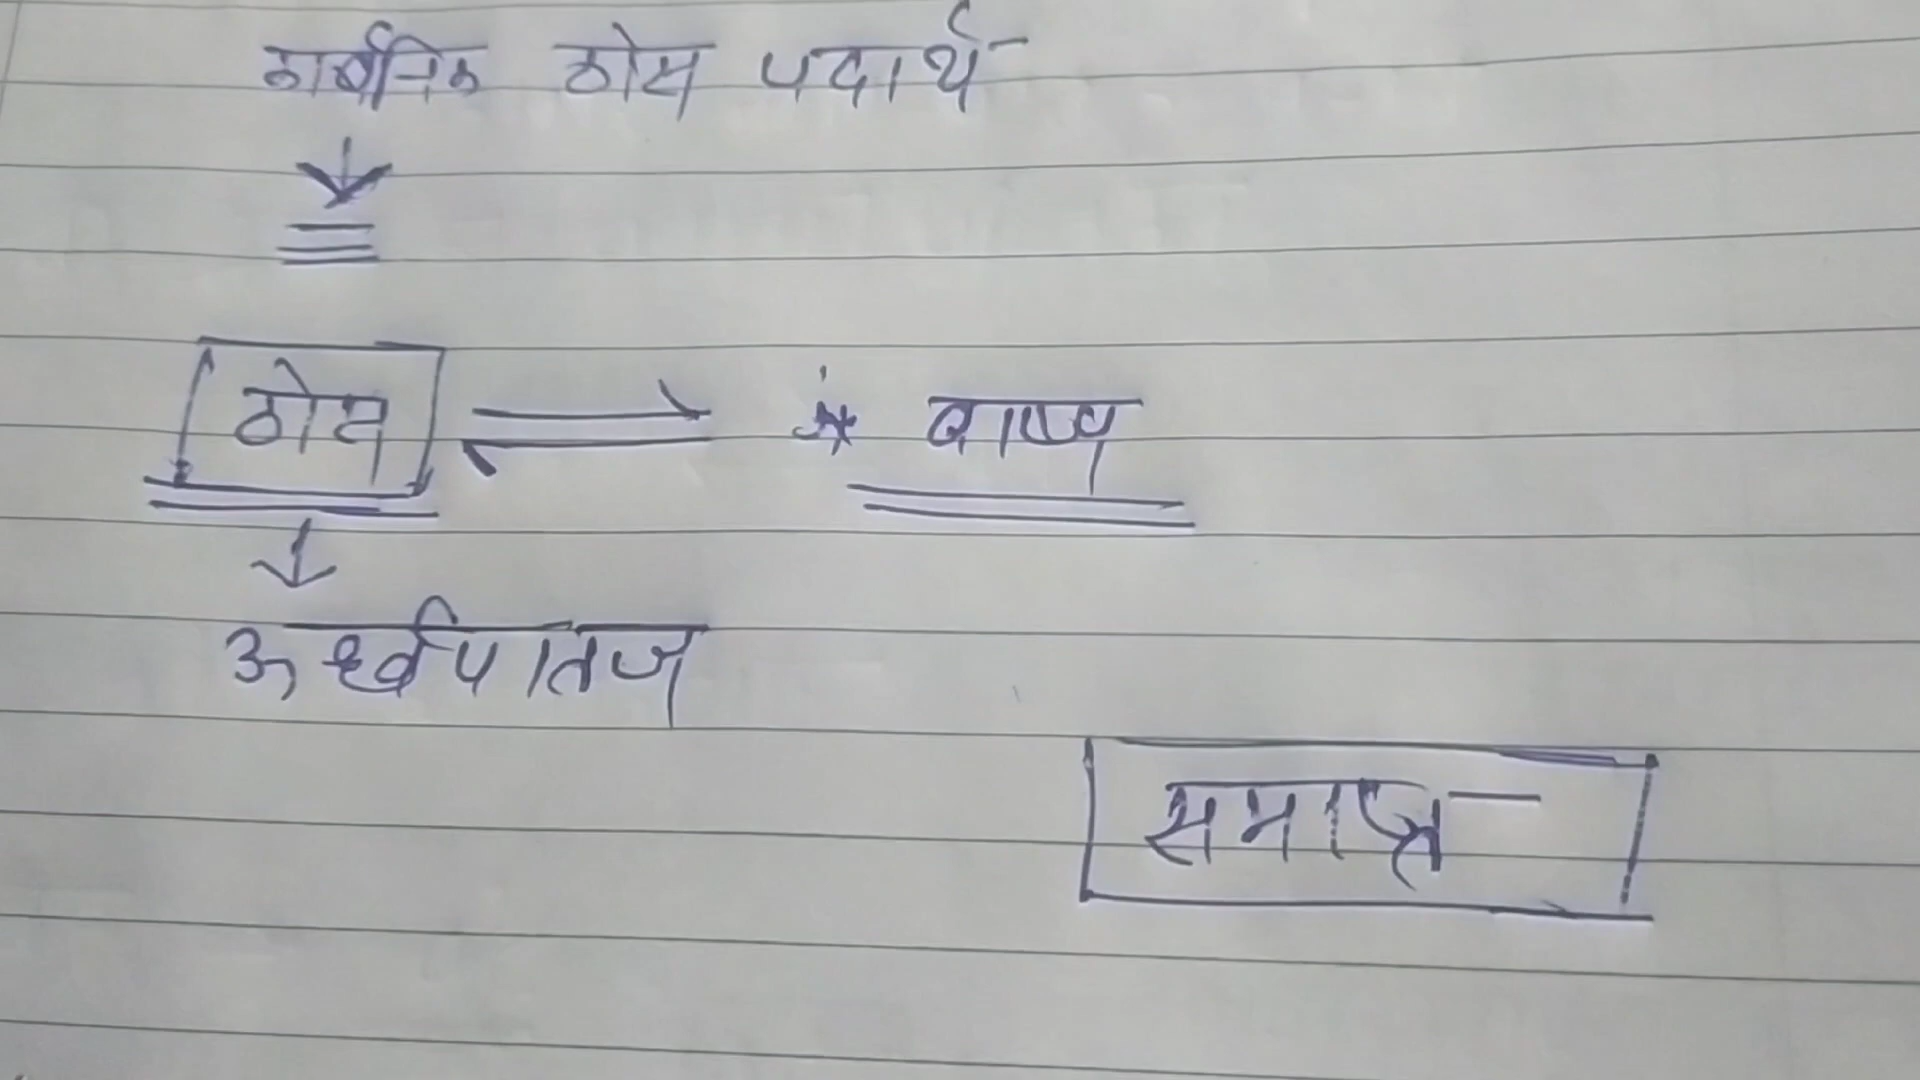 कार्बनिक ठोस पदार्थ
ठोस ⇌ * वाष्प
ऊर्ध्वपातज
समाप्त